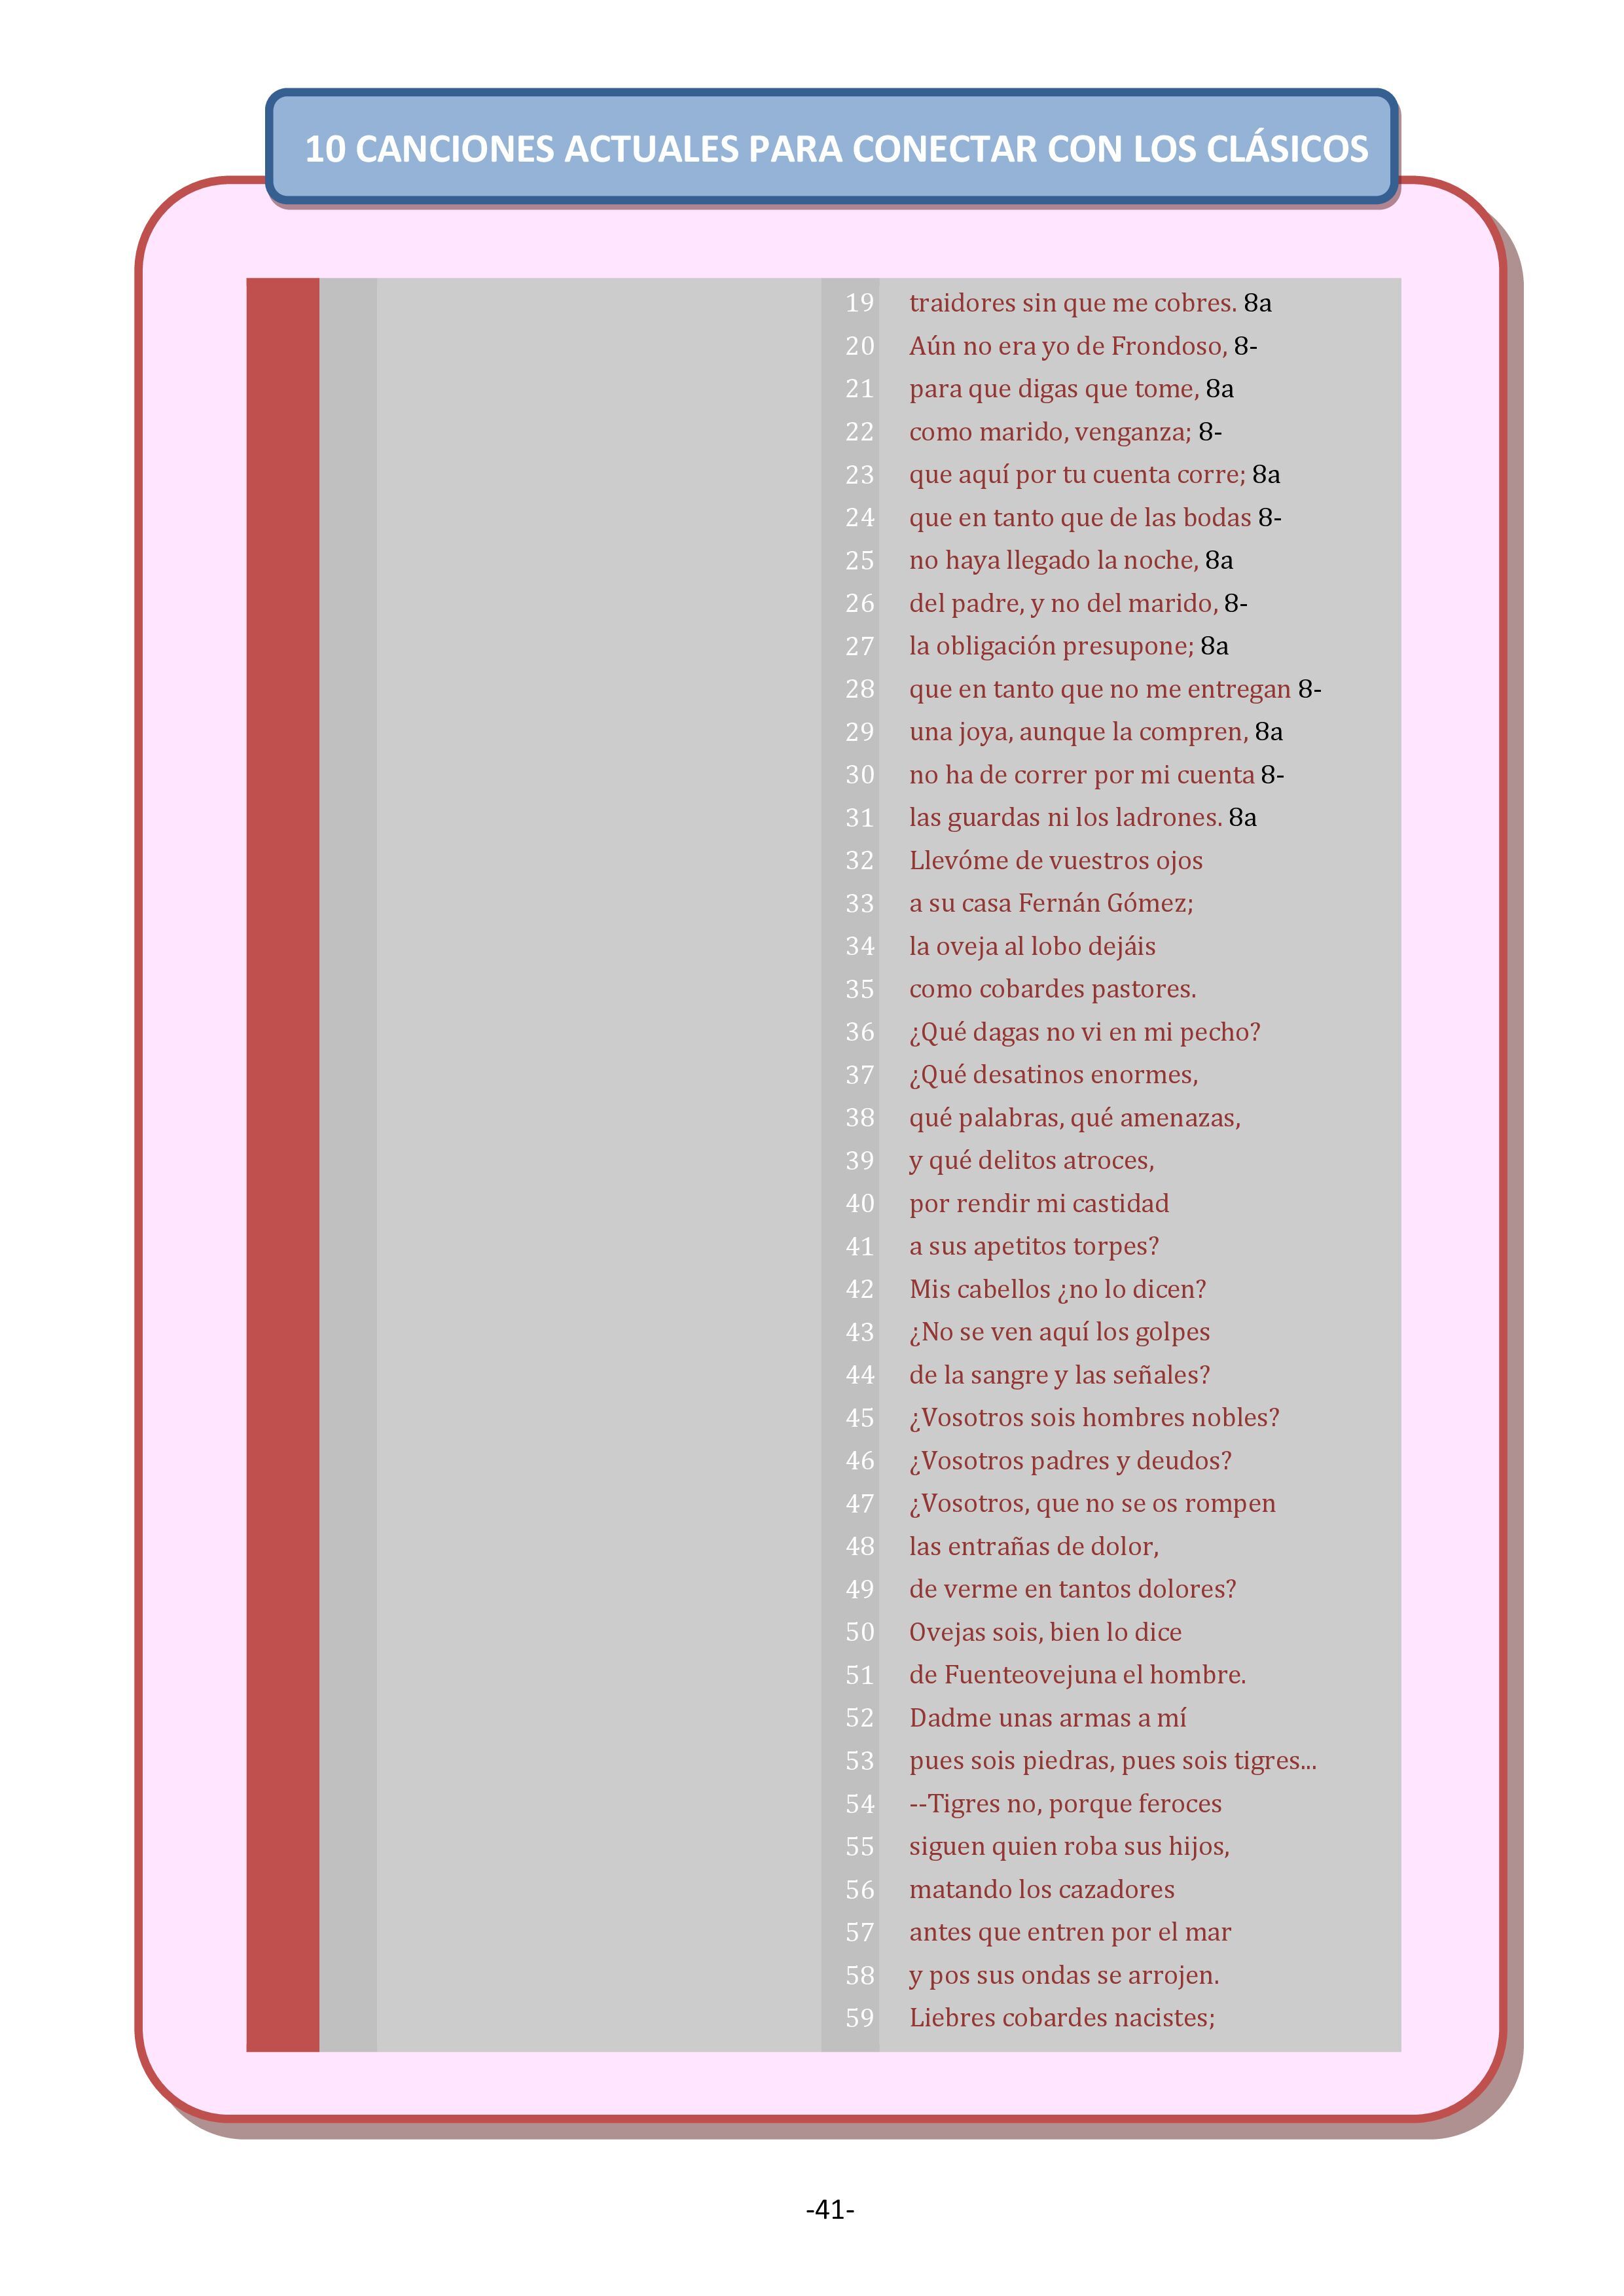 10 CANCIONES ACTUALES PARA CONECTAR CON LOS CLÁSICOS
19 traidores sin que me cobres. 8a
20 Aún no era yo de Frondoso, 8-
21 para que digas que tome, 8a
22 como marido, venganza; 8-
23 que aquí por tu cuenta corre; 8a
24 que en tanto que de las bodas 8-
25 no haya llegado la noche, 8a
26 del padre, y no del marido, 8-
27 la obligación presupone; 8a
28 que en tanto que no me entregan 8-
29 una joya, aunque la compren, 8a
30 no ha de correr por mi cuenta 8-
31 las guardas ni los ladrones. 8a
32 Llevóme de vuestros ojos
33 a su casa Fernán Gómez;
34 la oveja al lobo dejáis
35 como cobardes pastores.
36 ¿Qué dagas no vi en mi pecho?
37 ¿Qué desatinos enormes,
38 qué palabras, qué amenazas,
39 y qué delitos atroces,
40 por rendir mi castidad
41 a sus apetitos torpes?
42 Mis cabellos ¿no lo dicen?
43 ¿No se ven aquí los golpes
44 de la sangre y las señales?
45 ¿Vosotros sois hombres nobles?
46 ¿Vosotros padres y deudos?
47 ¿Vosotros, que no se os rompen
48 las entrañas de dolor,
49 de verme en tantos dolores?
50 Ovejas sois, bien lo dice
51 de Fuenteovejuna el hombre.
52 Dadme unas armas a mí
53 pues sois piedras, pues sois tigres...
54 --Tigres no, porque feroces
55 siguen quien roba sus hijos,
56 matando los cazadores
57 antes que entren por el mar
58 y pos sus ondas se arrojen.
59 Liebres cobardes nacistes;
-41-